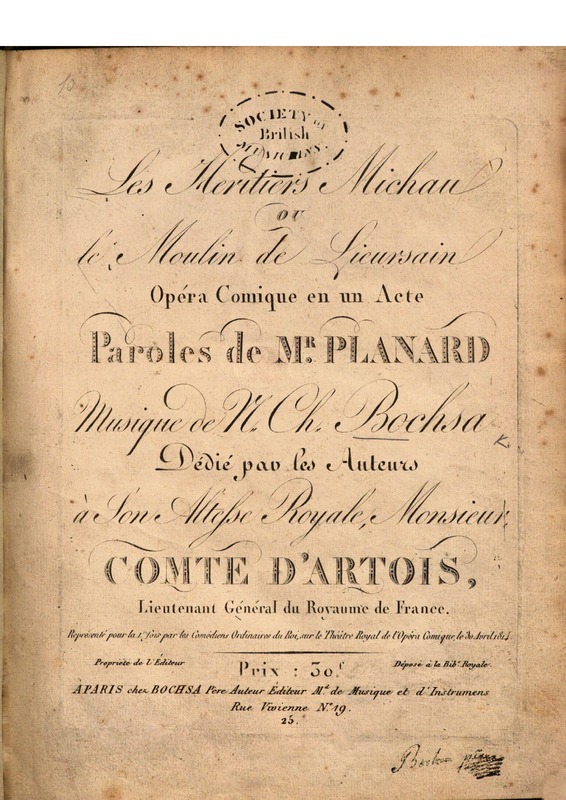 SOCIETY of
British
MUSICIANS.
Les Héritiers Michau
OU
le Moulin de Lieursain
Opéra Comique en un Acte
Paroles de MR. PLANARD
Musique de N. Ch. Bochsa
Dédié par les Auteurs
à Son Altesse Royale, Monsieur,
COMTE D'ARTOIS,
Lieutenant Général du Royaume de France.
Représenté pour la 1re fois par les Comédiens Ordinaires du Roi, sur le Théâtre Royal de l'Opéra Comique, le 30 Avril 1814
Propriété de l'Editeur
Prix : 30f
Déposé à la Bibe Royale
À PARIS chez BOCHSA Pere Auteur Éditeur Md de Musique et d'Instrumens
Rue Vivienne No 19.
25.